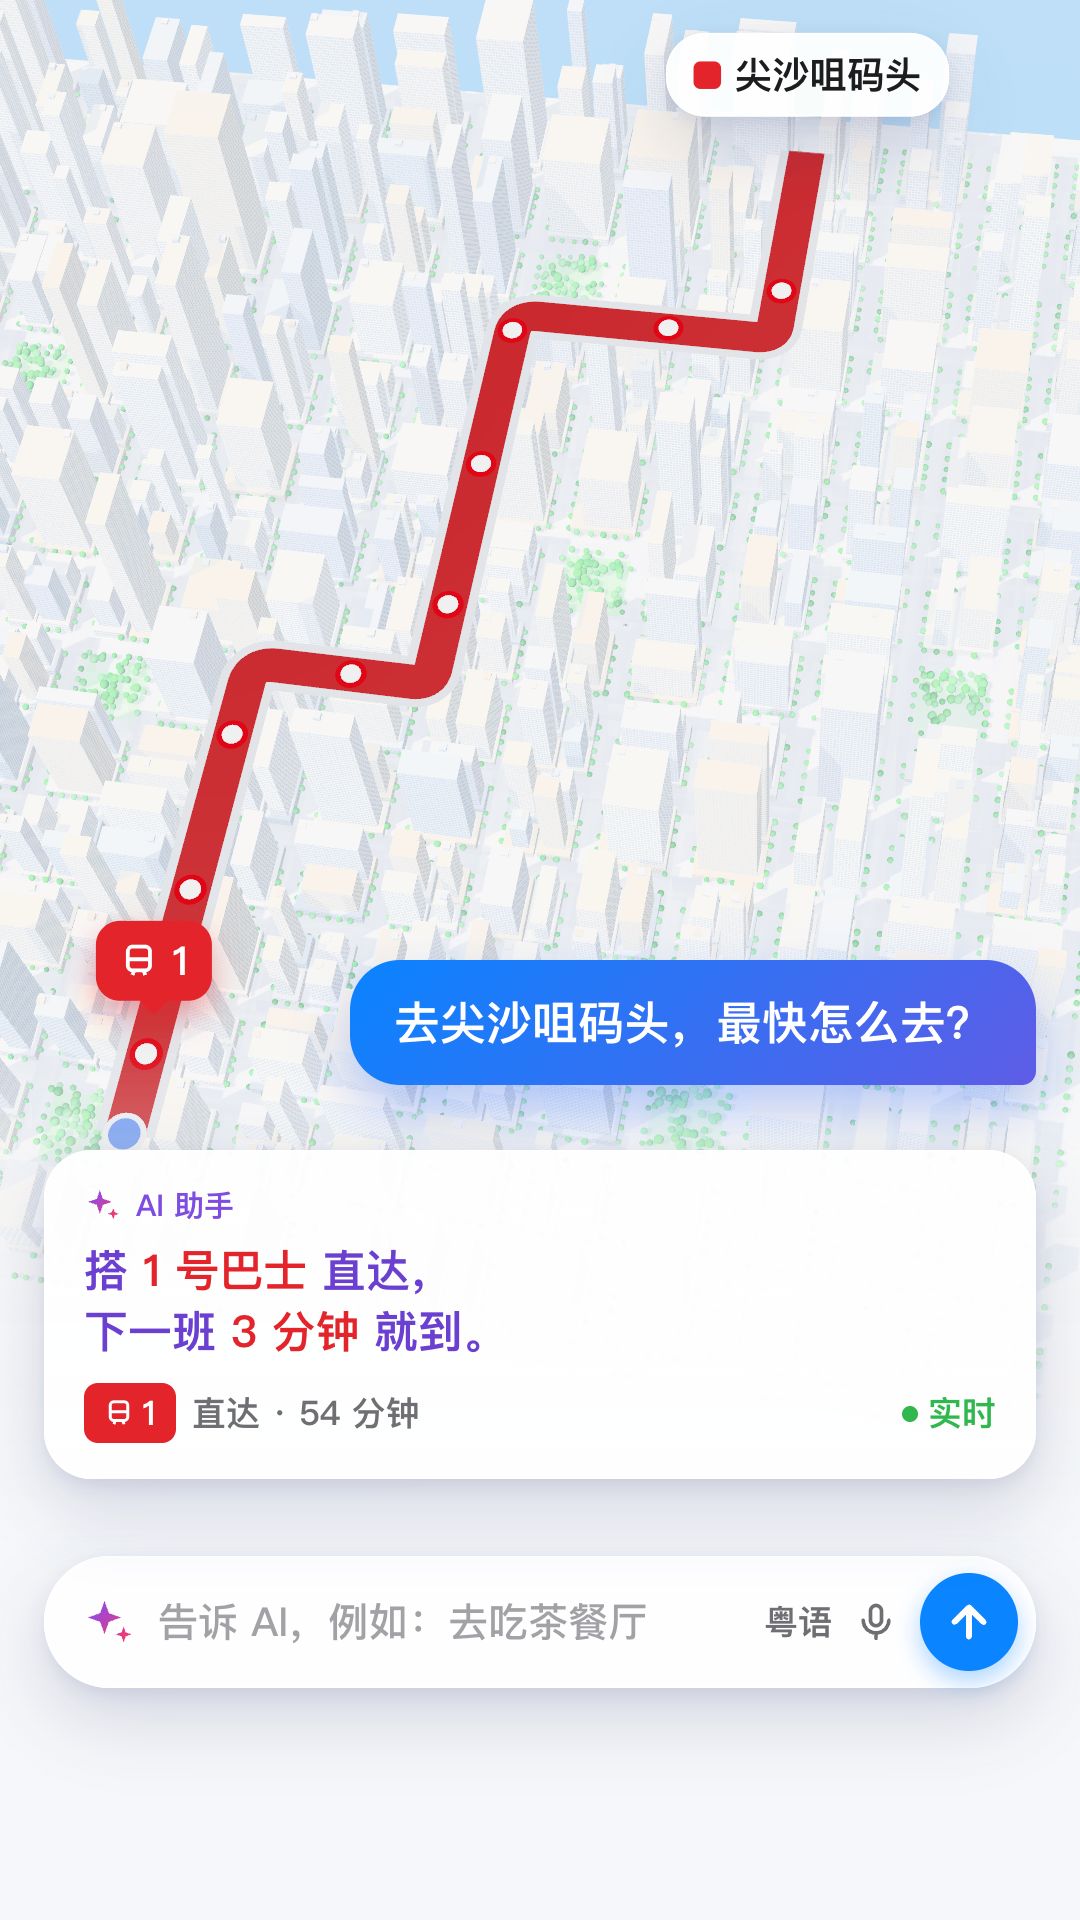 尖沙咀码头
1
去尖沙咀码头，最快怎么去？
AI 助手
搭 1 号巴士 直达，
下一班 3 分钟 就到。
1 直达 · 54 分钟
实时
告诉 AI，例如：去吃茶餐厅
粤语